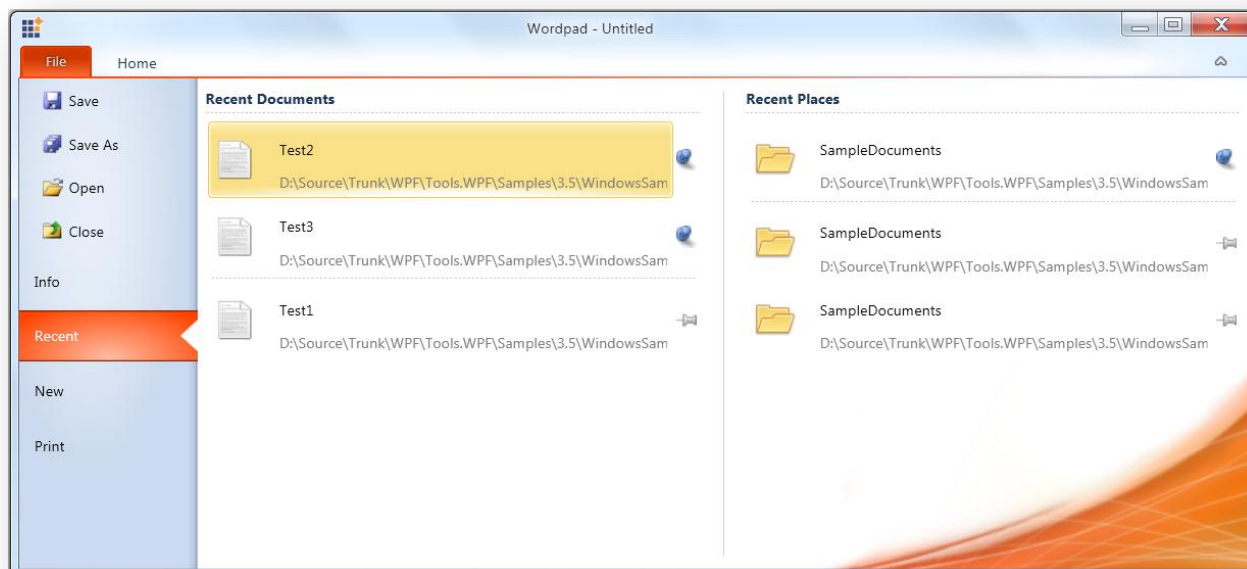 Wordpad - Untitled
File
Home
Save
Save As
Open
Close
Info
Recent
New
Print
Recent Documents
Test2
D:\Source\Trunk\WPF\Tools.WPF\Samples\3.5\WindowsSam
Test3
D:\Source\Trunk\WPF\Tools.WPF\Samples\3.5\WindowsSam
Test1
D:\Source\Trunk\WPF\Tools.WPF\Samples\3.5\WindowsSam
Recent Places
SampleDocuments
D:\Source\Trunk\WPF\Tools.WPF\Samples\3.5\WindowsSam
SampleDocuments
D:\Source\Trunk\WPF\Tools.WPF\Samples\3.5\WindowsSam
SampleDocuments
D:\Source\Trunk\WPF\Tools.WPF\Samples\3.5\WindowsSam